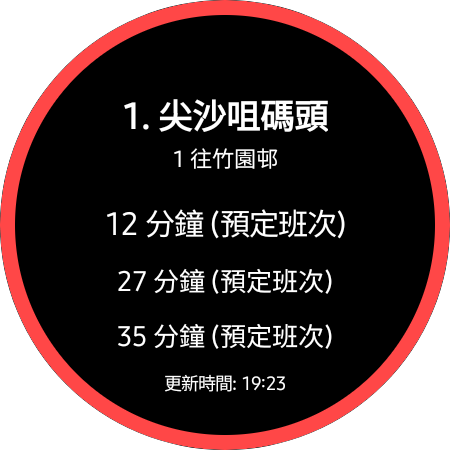 1. 尖沙咀碼頭
1 往竹園邨
12 分鐘 (預定班次)
27 分鐘 (預定班次)
35 分鐘 (預定班次)
更新時間: 19:23